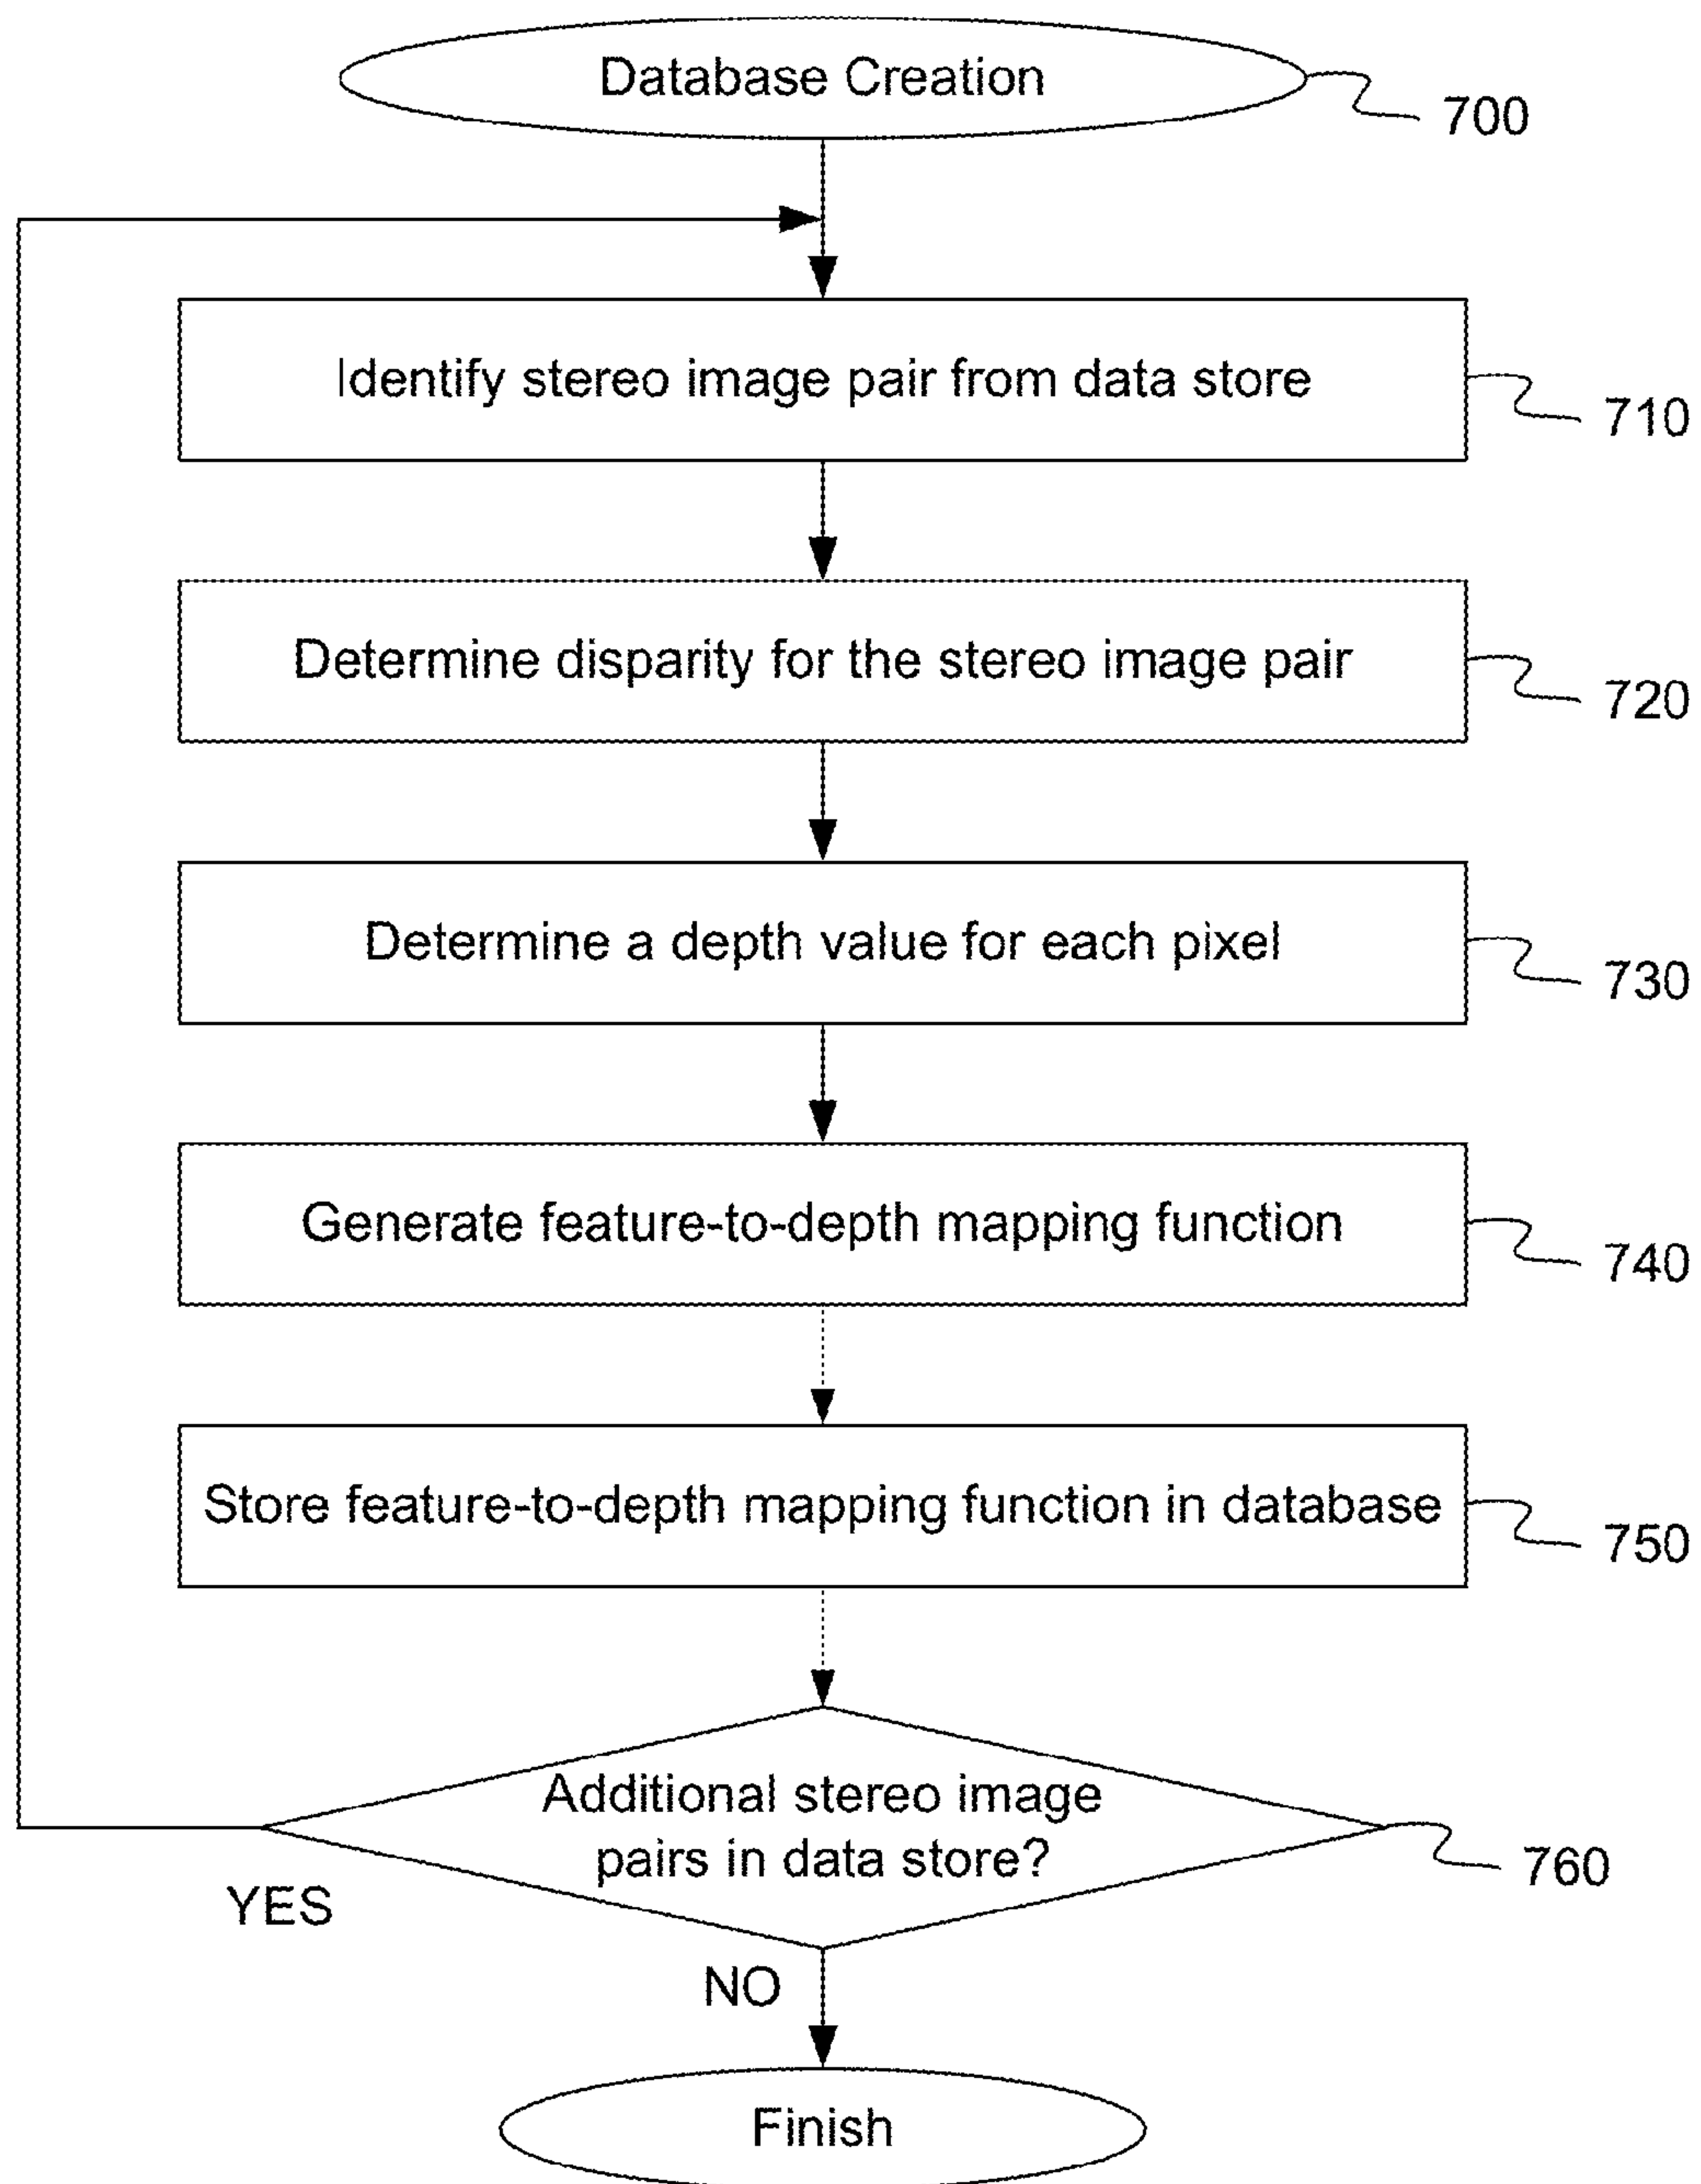 Database Creation
700
Identify stereo image pair from data store
710
Determine disparity for the stereo image pair
720
Determine a depth value for each pixel
730
Generate feature-to-depth mapping function
740
Store feature-to-depth mapping function in database
750
Additional stereo image
pairs in data store?
760
YES
NO
Finish